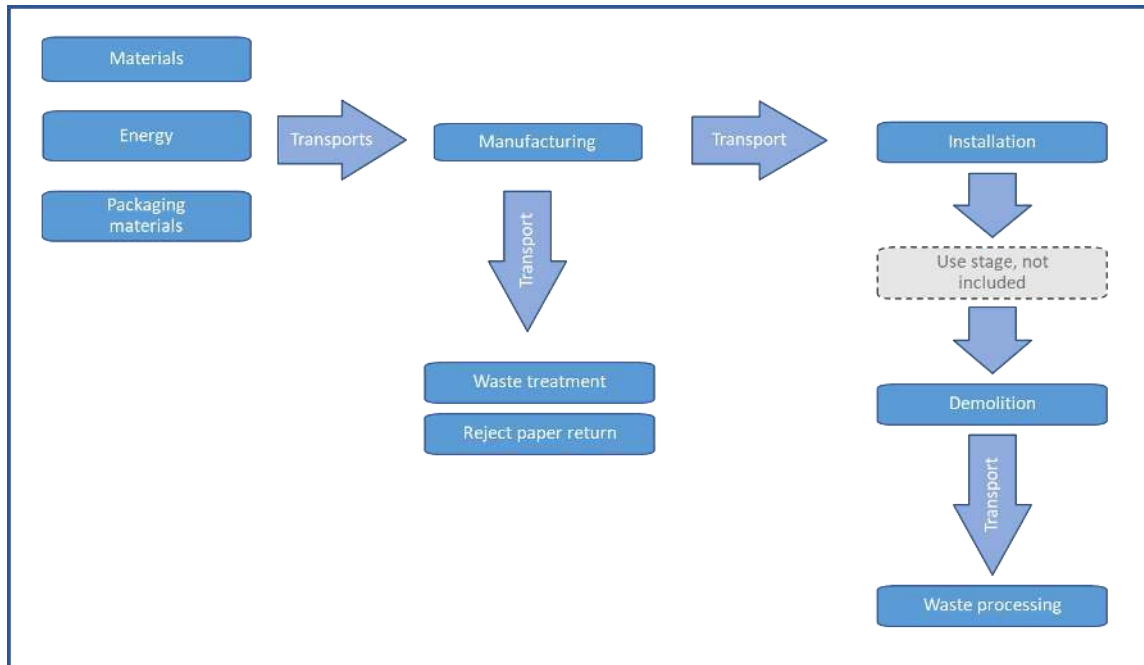 Materials
Energy
Packaging
materials
Transports
Manufacturing
Transport
Installation
Transport
Use stage, not
included
Waste treatment
Reject paper return
Demolition
Transport
Waste processing